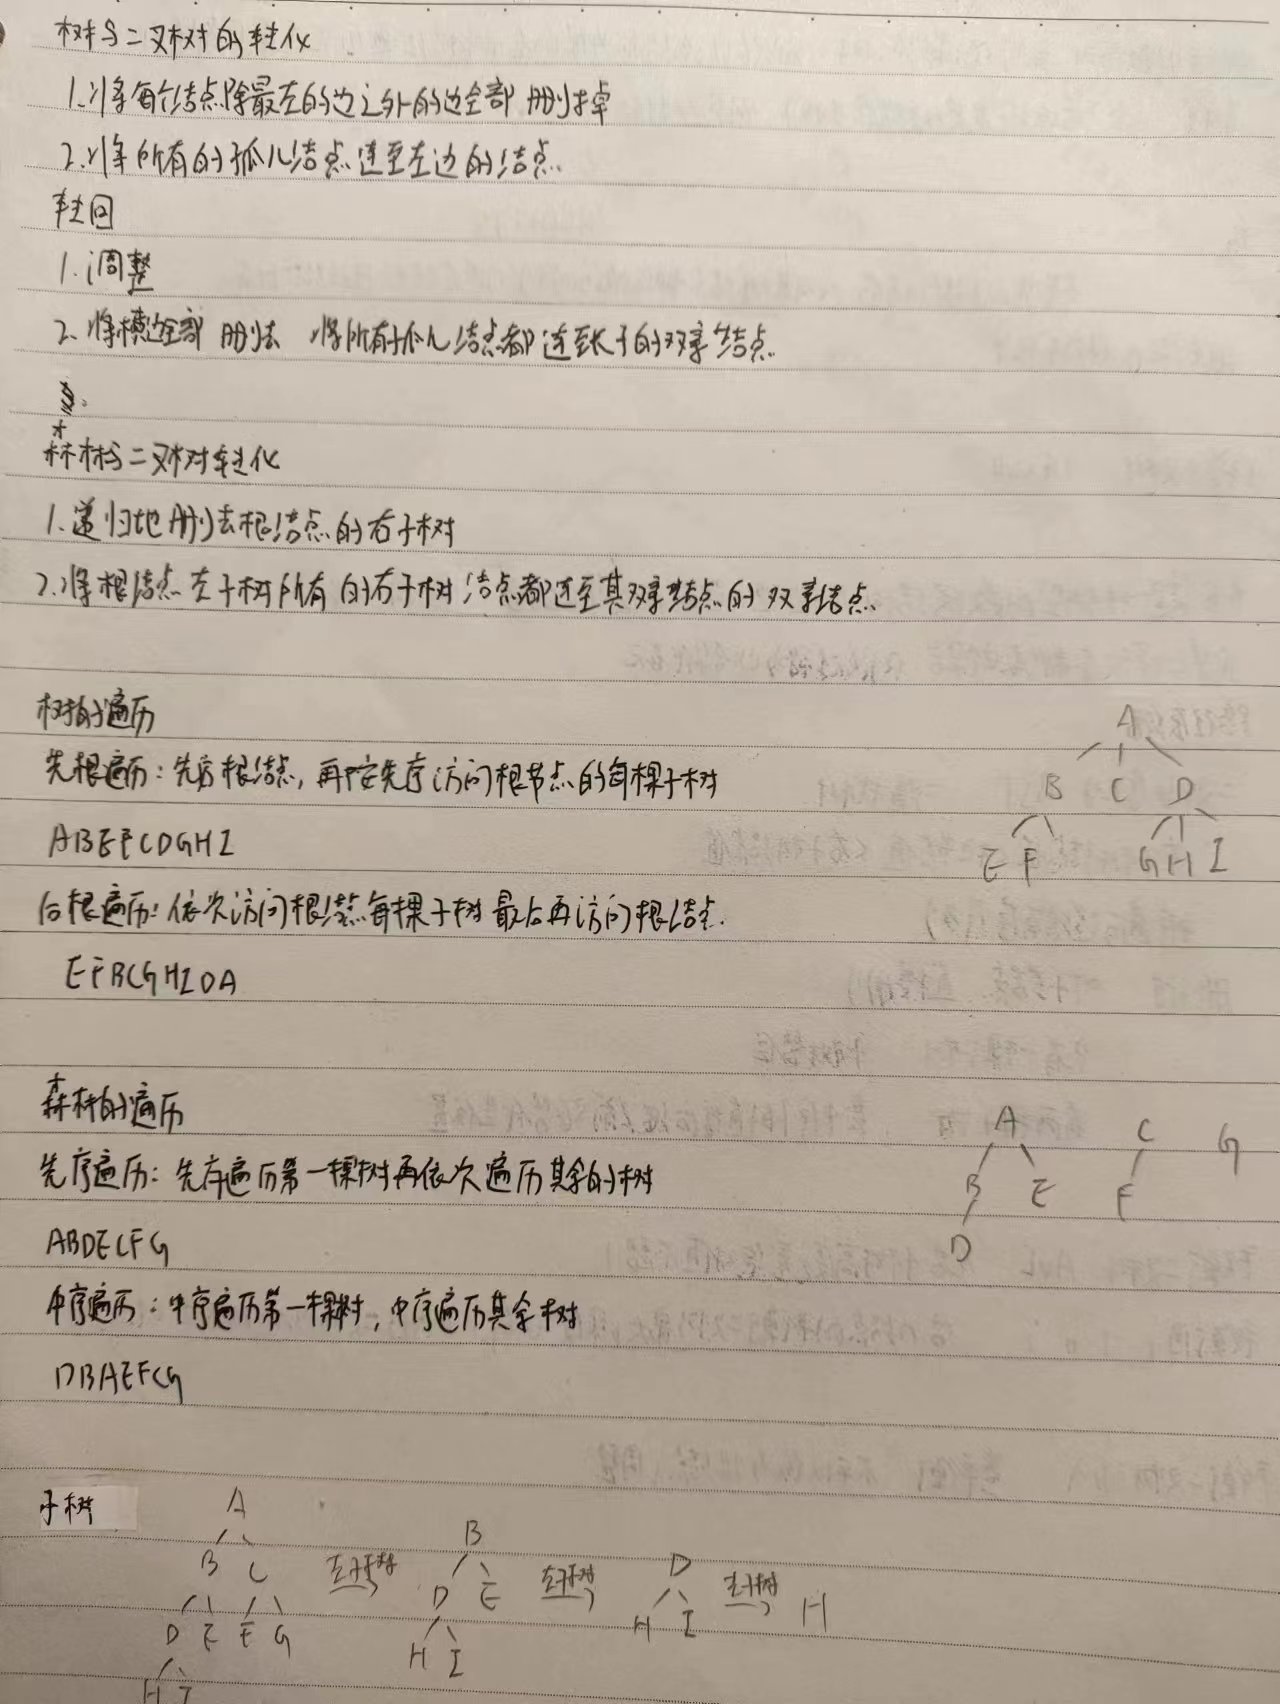 树与二叉树的转化
1.将每个结点除最左的边之外的边全部删掉
2.将所有的孤儿结点连至左边的结点.
转回
1.调整
2.将横边全部删去 将所有孤儿结点都连至长子的双亲结点.
森林与二叉树转化
1.递归地删去根结点的右子树
2.将根结点左子树所有的右子树结点都连至其双亲结点的双亲结点.
树的遍历
A
先根遍历:先访根结点,再按先序访问根节点的每棵子树
B C D
ABEFCDGHI
E F GHI
后根遍历:依次访问根结点每棵子树最后再访问根结点.
EFBCGHIDA
森林的遍历
A C G
先序遍历:先序遍历第一棵树再依次遍历其余的树
B E F
ABDECFG
D
中序遍历:中序遍历第一棵树,中序遍历其余树
DBAEFCG
子树
A
B C 左子树 B D E 左子树 D H I 左子树 H
D E F G H I
H I